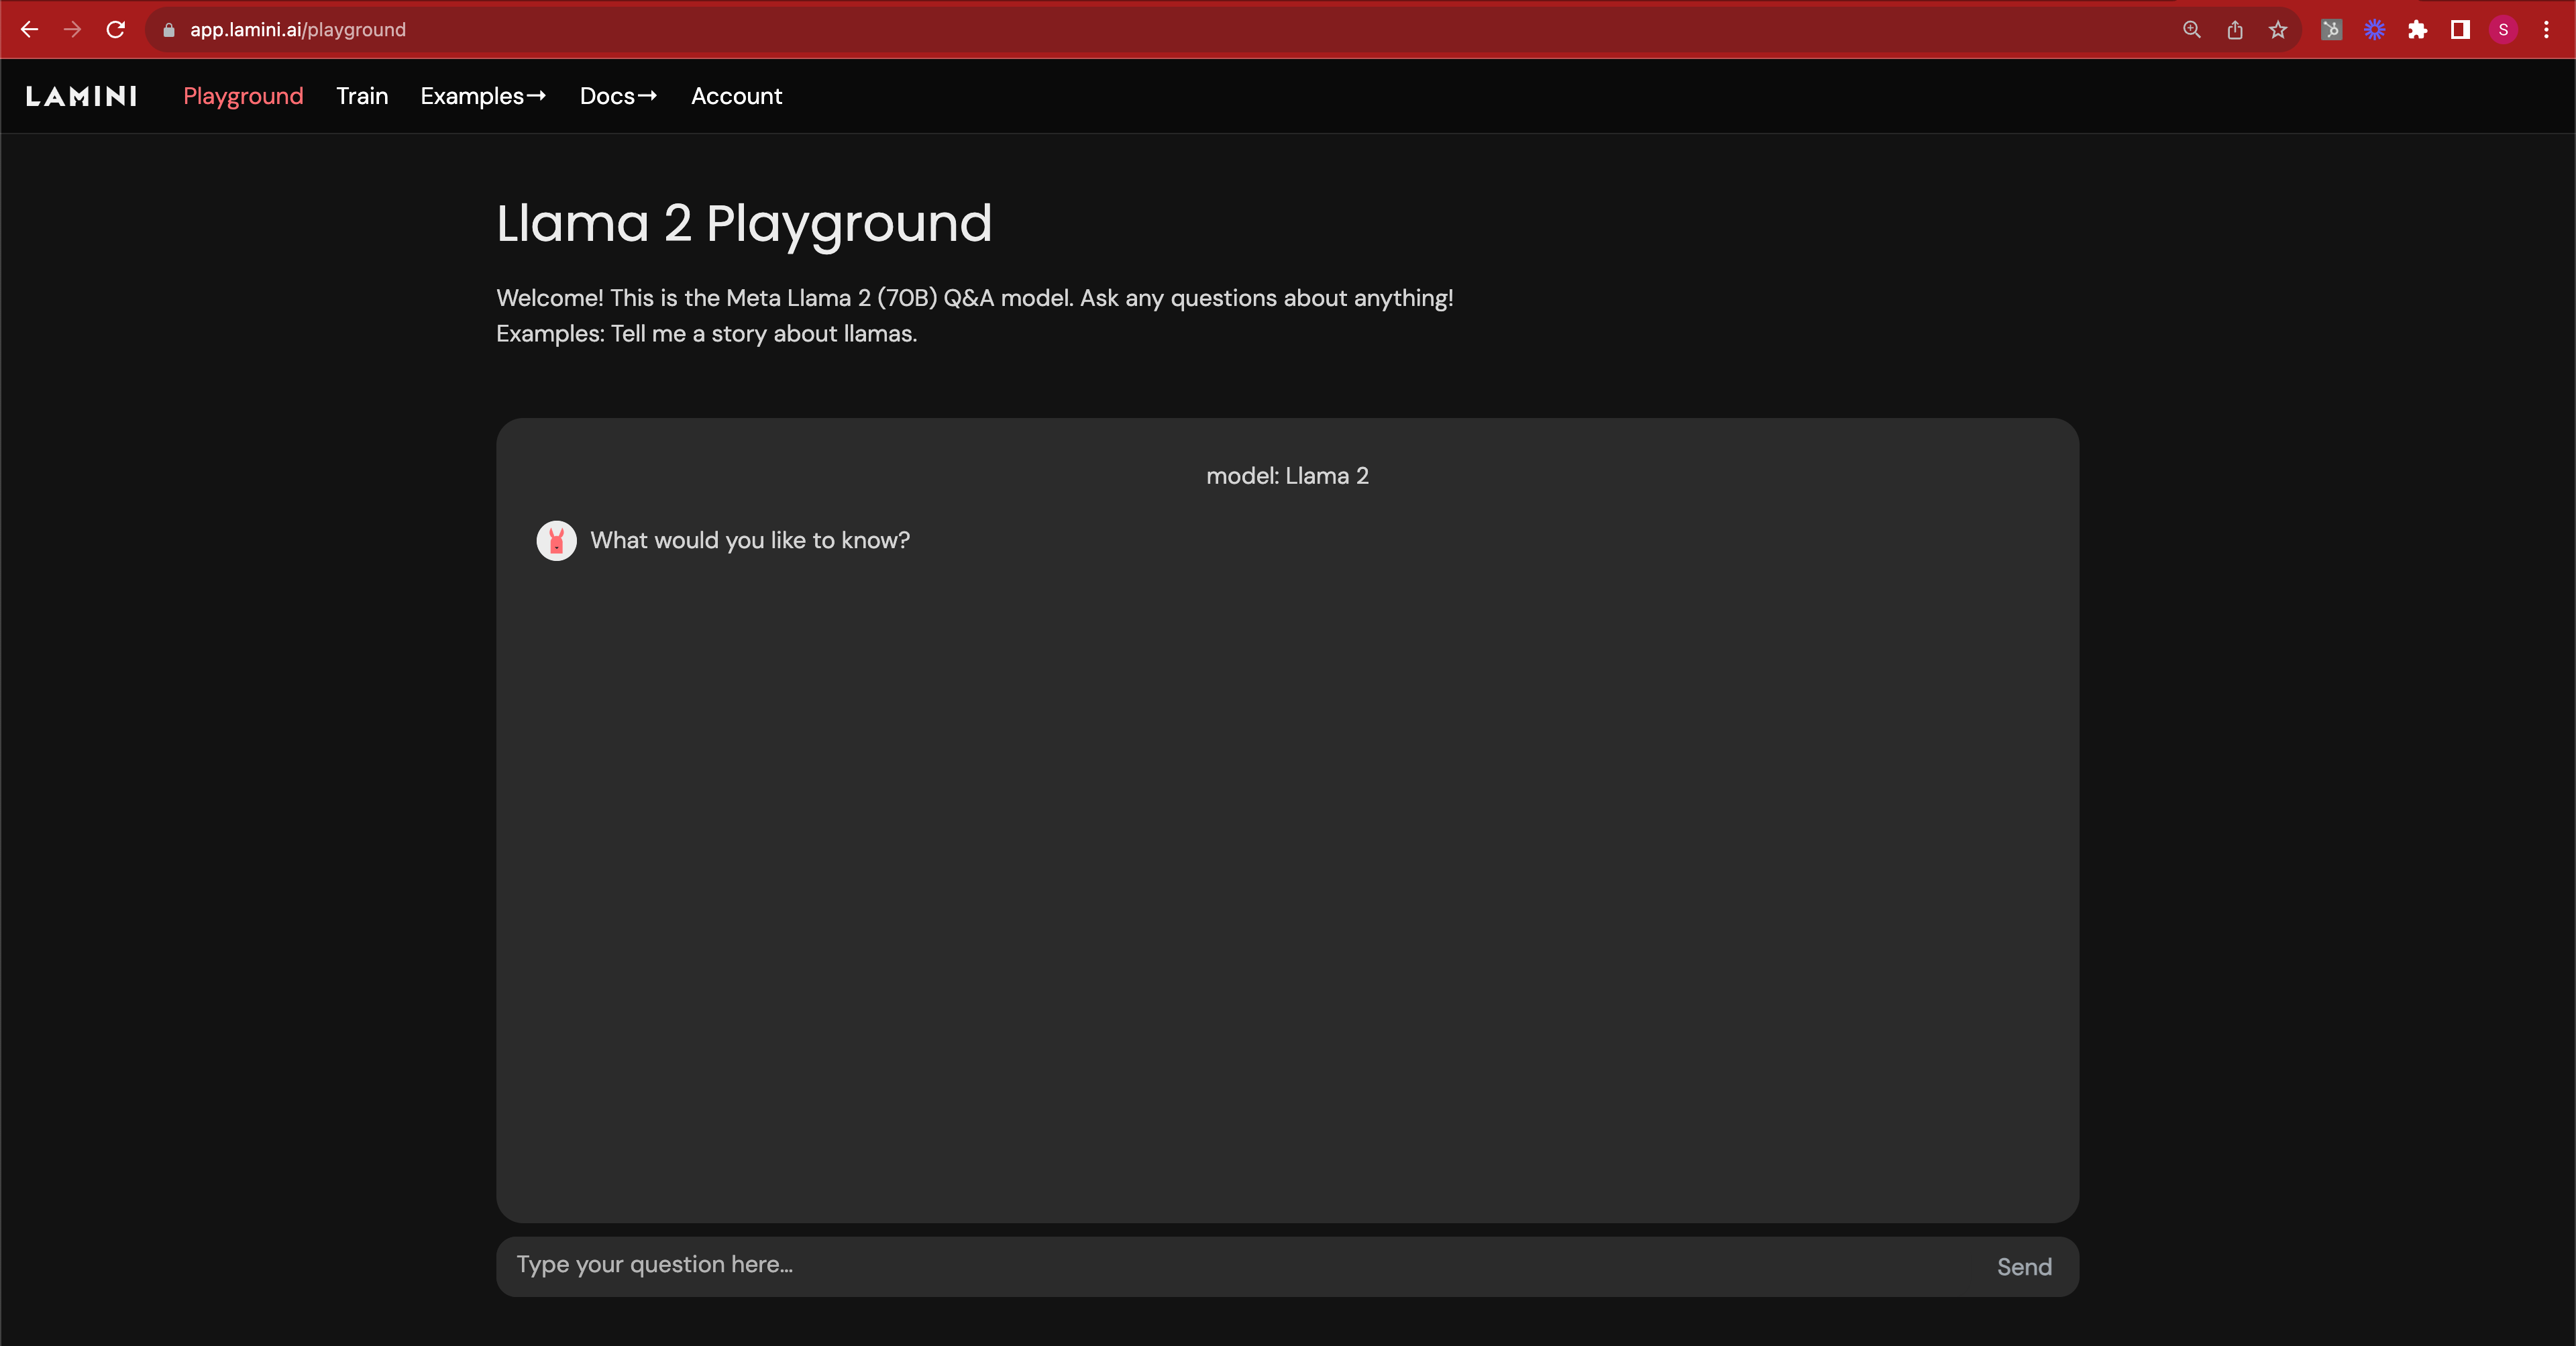 app.lamini.ai/playground
S
LAMINI Playground Train Examples→ Docs→ Account
Llama 2 Playground
Welcome! This is the Meta Llama 2 (70B) Q&A model. Ask any questions about anything!
Examples: Tell me a story about llamas.
model: Llama 2
What would you like to know?
Type your question here... Send